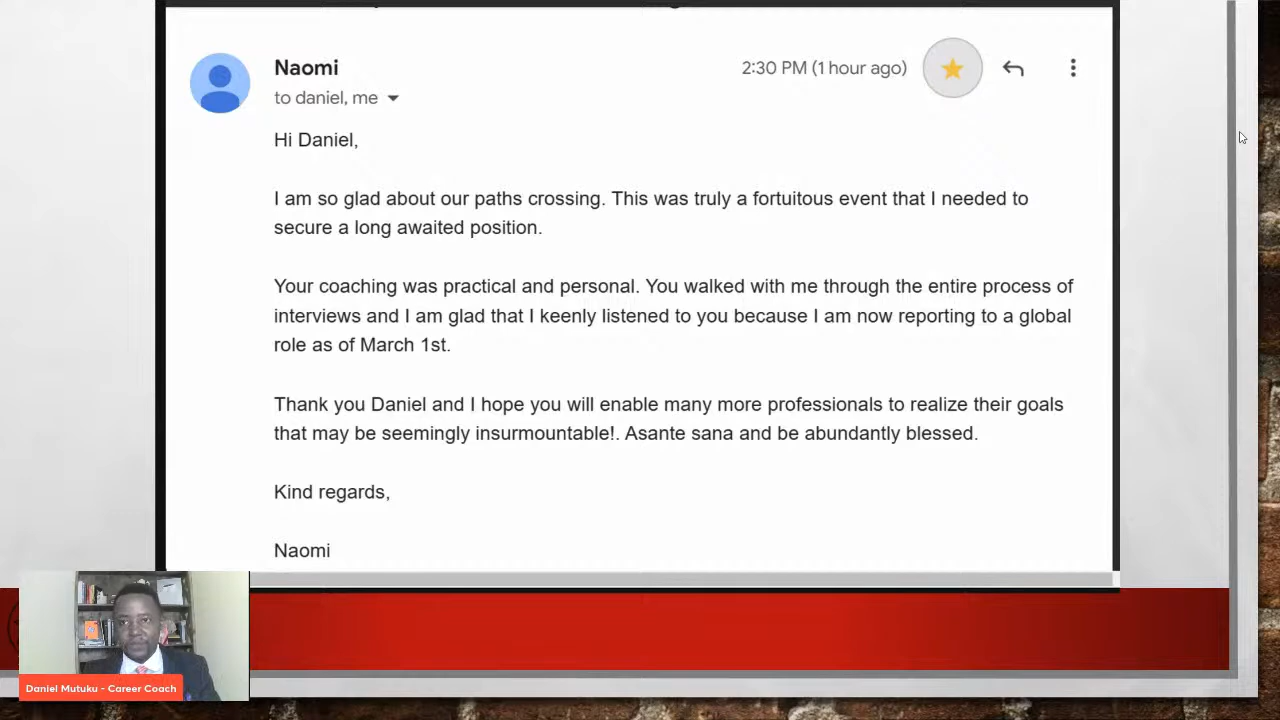 Naomi
2:30 PM (1 hour ago)
to daniel, me
Hi Daniel,
I am so glad about our paths crossing. This was truly a fortuitous event that I needed to
secure a long awaited position.
Your coaching was practical and personal. You walked with me through the entire process of
interviews and I am glad that I keenly listened to you because I am now reporting to a global
role as of March 1st.
Thank you Daniel and I hope you will enable many more professionals to realize their goals
that may be seemingly insurmountable!. Asante sana and be abundantly blessed.
Kind regards,
Naomi
Daniel Mutuku - Career Coach